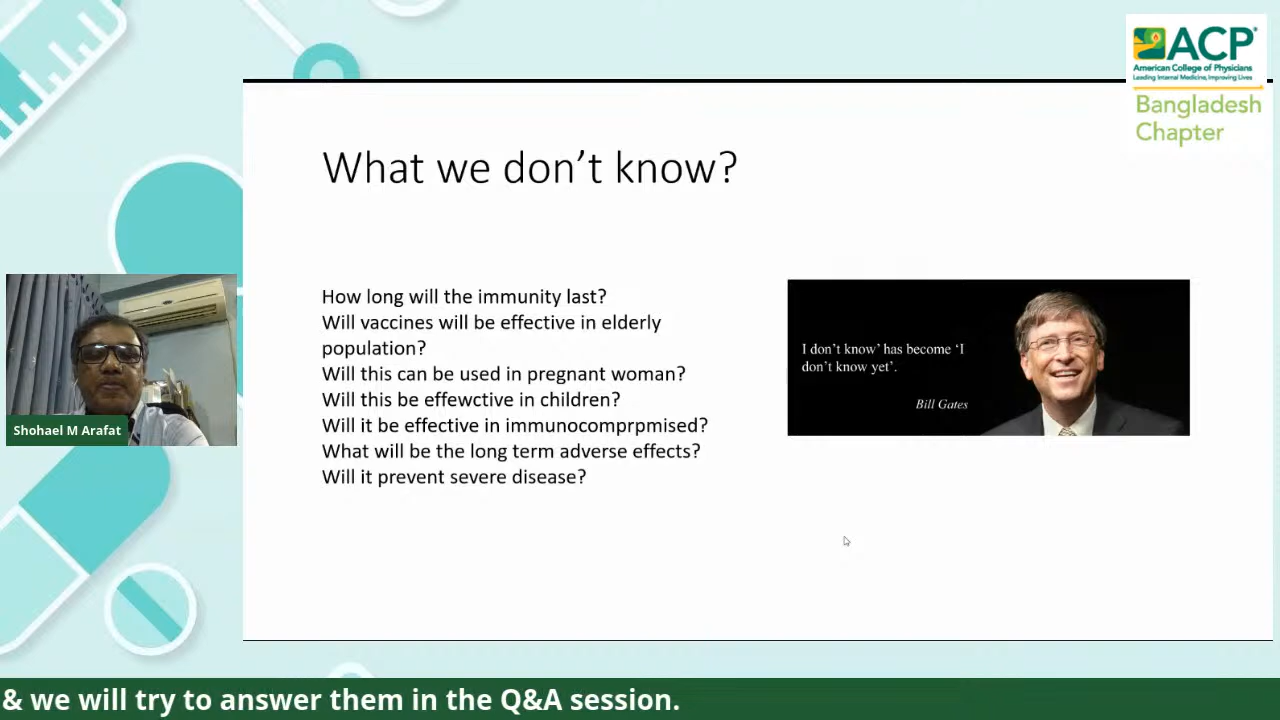 ACP®
American College of Physicians
Leading Internal Medicine, Improving Lives
Bangladesh
Chapter
What we don’t know?
How long will the immunity last?
Will vaccines will be effective in elderly
population?
Will this can be used in pregnant woman?
Will this be effewctive in children?
Will it be effective in immunocomprpmised?
What will be the long term adverse effects?
Will it prevent severe disease?
I don’t know’ has become ‘I
don’t know yet’.
Bill Gates
Shohael M Arafat
& we will try to answer them in the Q&A session.